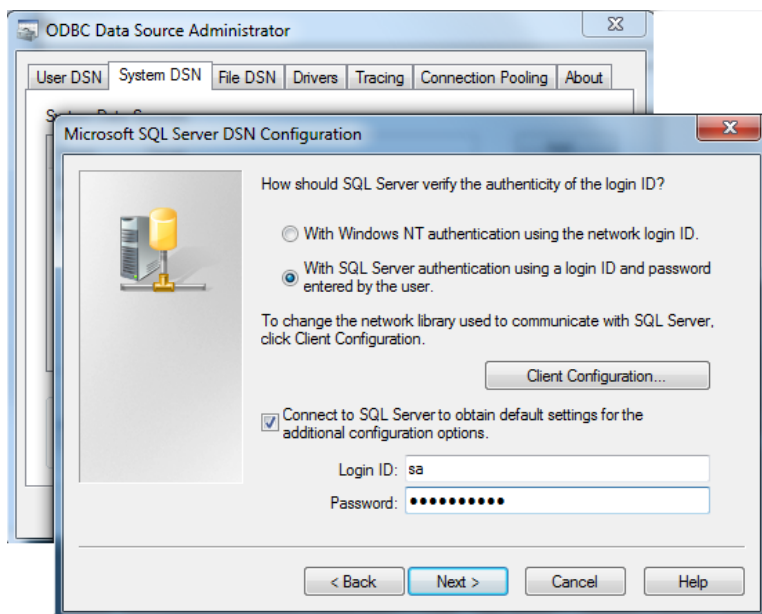 ODBC Data Source Administrator
User DSN System DSN File DSN Drivers Tracing Connection Pooling About
Microsoft SQL Server DSN Configuration
How should SQL Server verify the authenticity of the login ID?
With Windows NT authentication using the network login ID.
With SQL Server authentication using a login ID and password
entered by the user.
To change the network library used to communicate with SQL Server,
click Client Configuration.
Client Configuration...
Connect to SQL Server to obtain default settings for the
additional configuration options.
Login ID: sa
Password: ●●●●●●●●●●
< Back Next > Cancel Help